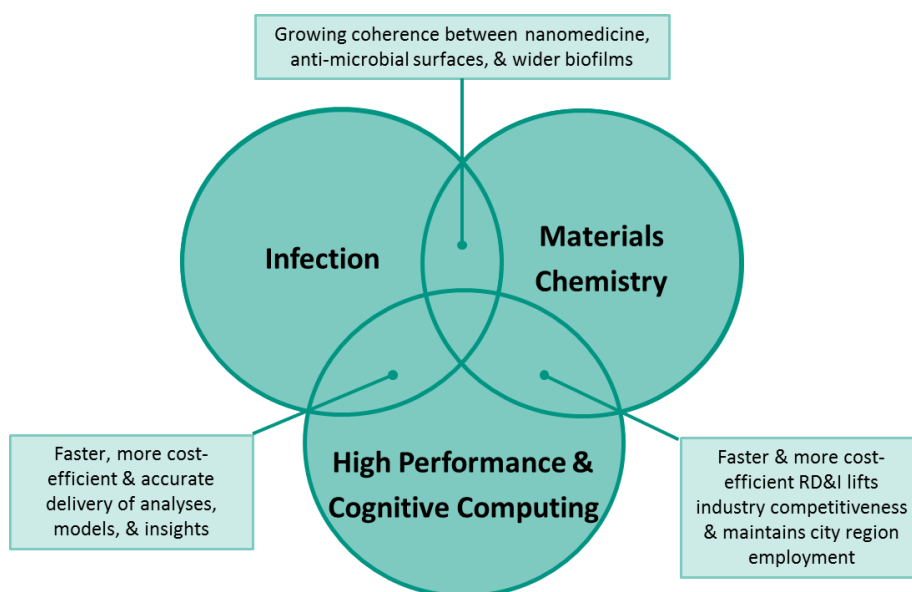 Growing coherence between nanomedicine,
anti-microbial surfaces, & wider biofilms
Infection
Materials
Chemistry
High Performance &
Cognitive Computing
Faster, more cost-
efficient & accurate
delivery of analyses,
models, & insights
Faster & more cost-
efficient RD&I lifts
industry competitiveness
& maintains city region
employment